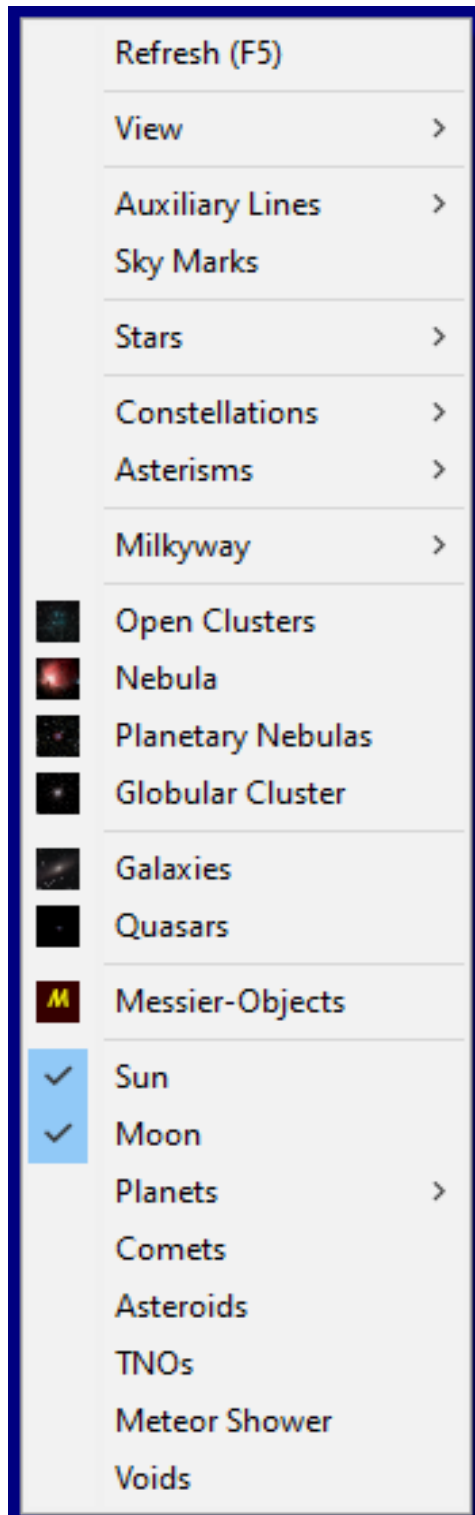 Refresh (F5)
View
Auxiliary Lines
Sky Marks
Stars
Constellations
Asterisms
Milkyway
Open Clusters
Nebula
Planetary Nebulas
Globular Cluster
Galaxies
Quasars
M Messier-Objects
Sun
Moon
Planets
Comets
Asteroids
TNOs
Meteor Shower
Voids